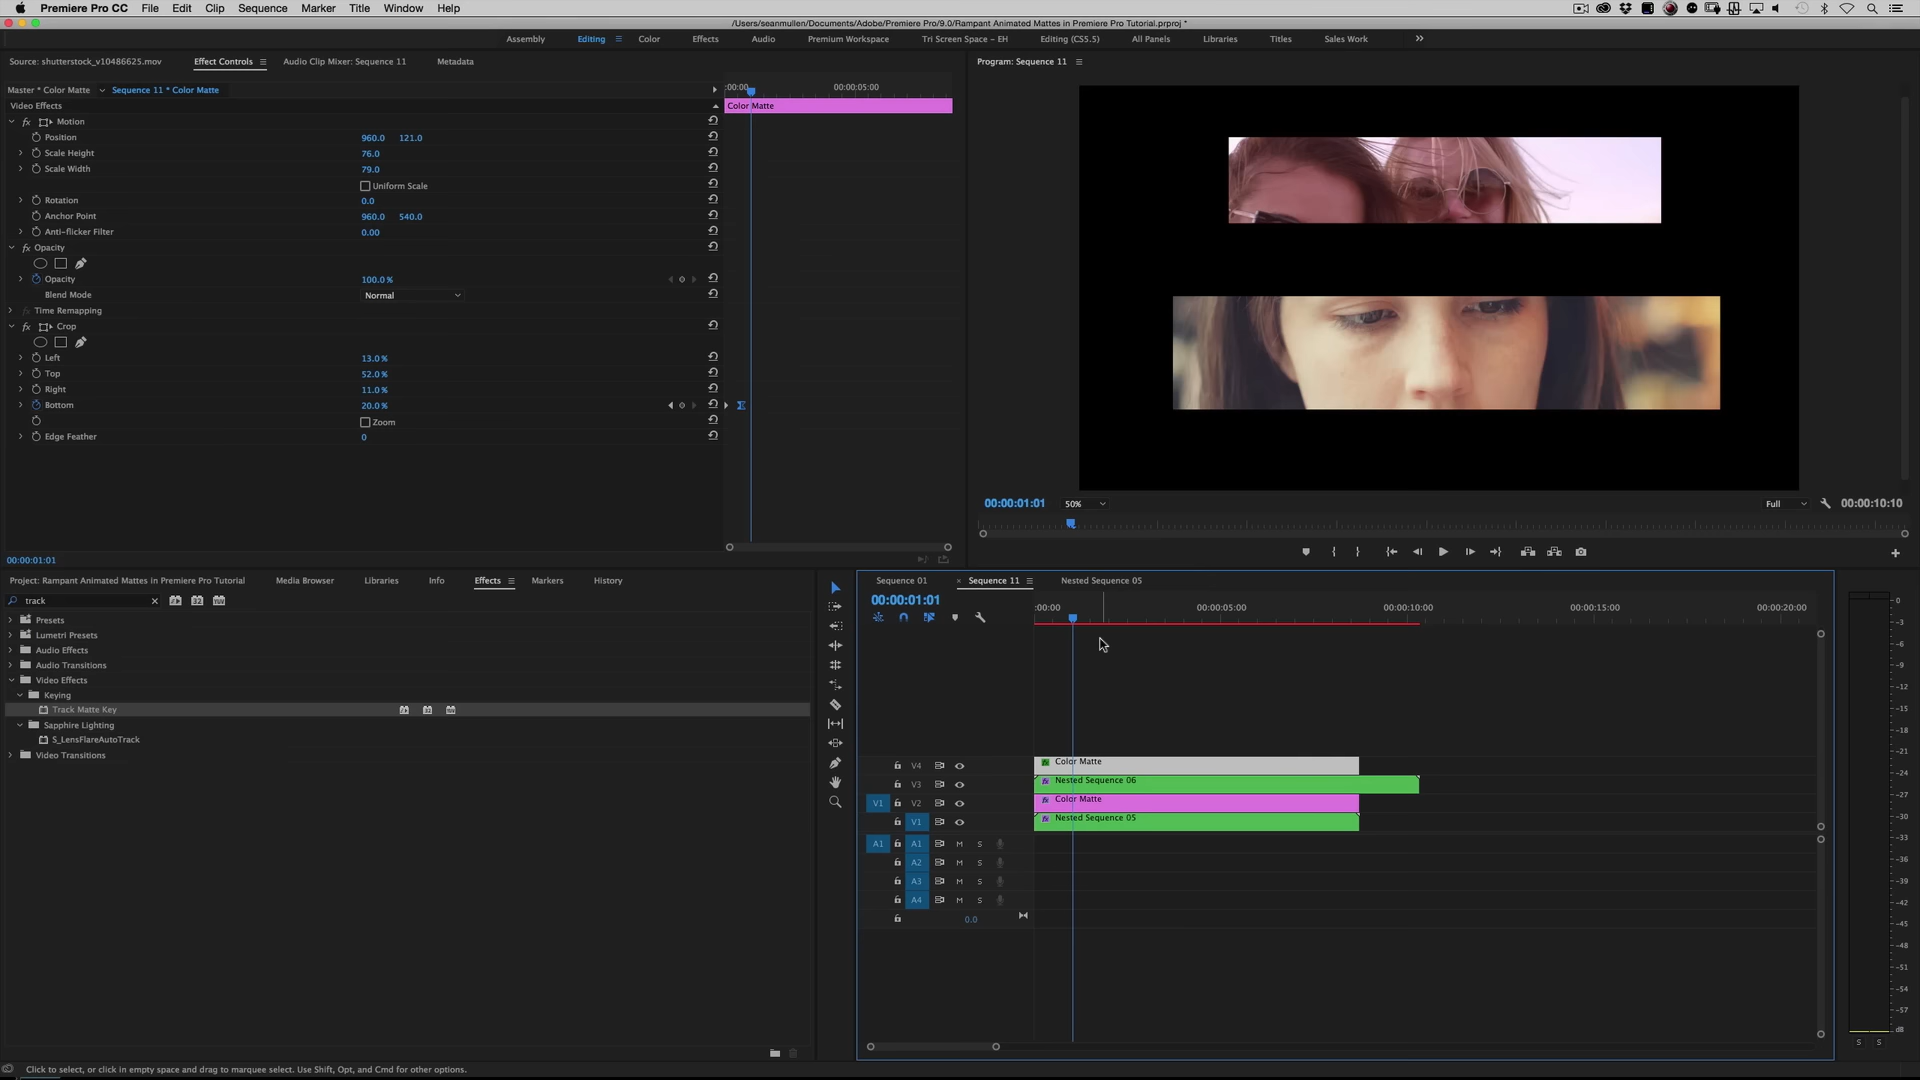 Premiere Pro CC File Edit Clip Sequence Marker Title Window Help
/Users/seanmullen/Documents/Adobe/Premiere Pro/9.0/Rampant Animated Mattes in Premiere Pro Tutorial.prproj *
Assembly Editing Color Effects Audio Premium Workspace Tri Screen Space - EH Editing (CS5.5) All Panels Libraries Titles Sales Work
Source: shutterstock_v10486625.mov Effect Controls Audio Clip Mixer: Sequence 11 Metadata
Program: Sequence 11
Master * Color Matte Sequence 11 * Color Matte
:00:00 00:00:05:00
Video Effects
Color Matte
fx Motion
Position 960.0 121.0
Scale Height 76.0
Scale Width 79.0
Uniform Scale
Rotation 0.0
Anchor Point 960.0 540.0
Anti-flicker Filter 0.00
fx Opacity
Opacity 100.0 %
Blend Mode Normal
Time Remapping
fx Crop
Left 13.0 %
Top 52.0 %
Right 11.0 %
Bottom 20.0 %
Zoom
Edge Feather 0
00:00:01:01
00:00:01:01 50% Full 00:00:10:10
Project: Rampant Animated Mattes in Premiere Pro Tutorial Media Browser Libraries Info Effects Markers History
track
Presets
Lumetri Presets
Audio Effects
Audio Transitions
Video Effects
Keying
Track Matte Key
Sapphire Lighting
S_LensFlareAutoTrack
Video Transitions
Sequence 01 × Sequence 11 Nested Sequence 05
00:00:01:01
:00:00 00:00:05:00 00:00:10:00 00:00:15:00 00:00:20:00
V4 Color Matte
V3 Nested Sequence 06
V1 V2 Color Matte
V1 Nested Sequence 05
A1 A1 M S
A2 M S
A3 M S
A4 M S
0.0
0
-3
-6
-9
-12
-15
-18
-21
-24
-27
-30
-33
-36
-39
-42
-45
-48
-51
-54
-57
dB
S S
Click to select, or click in empty space and drag to marquee select. Use Shift, Opt, and Cmd for other options.